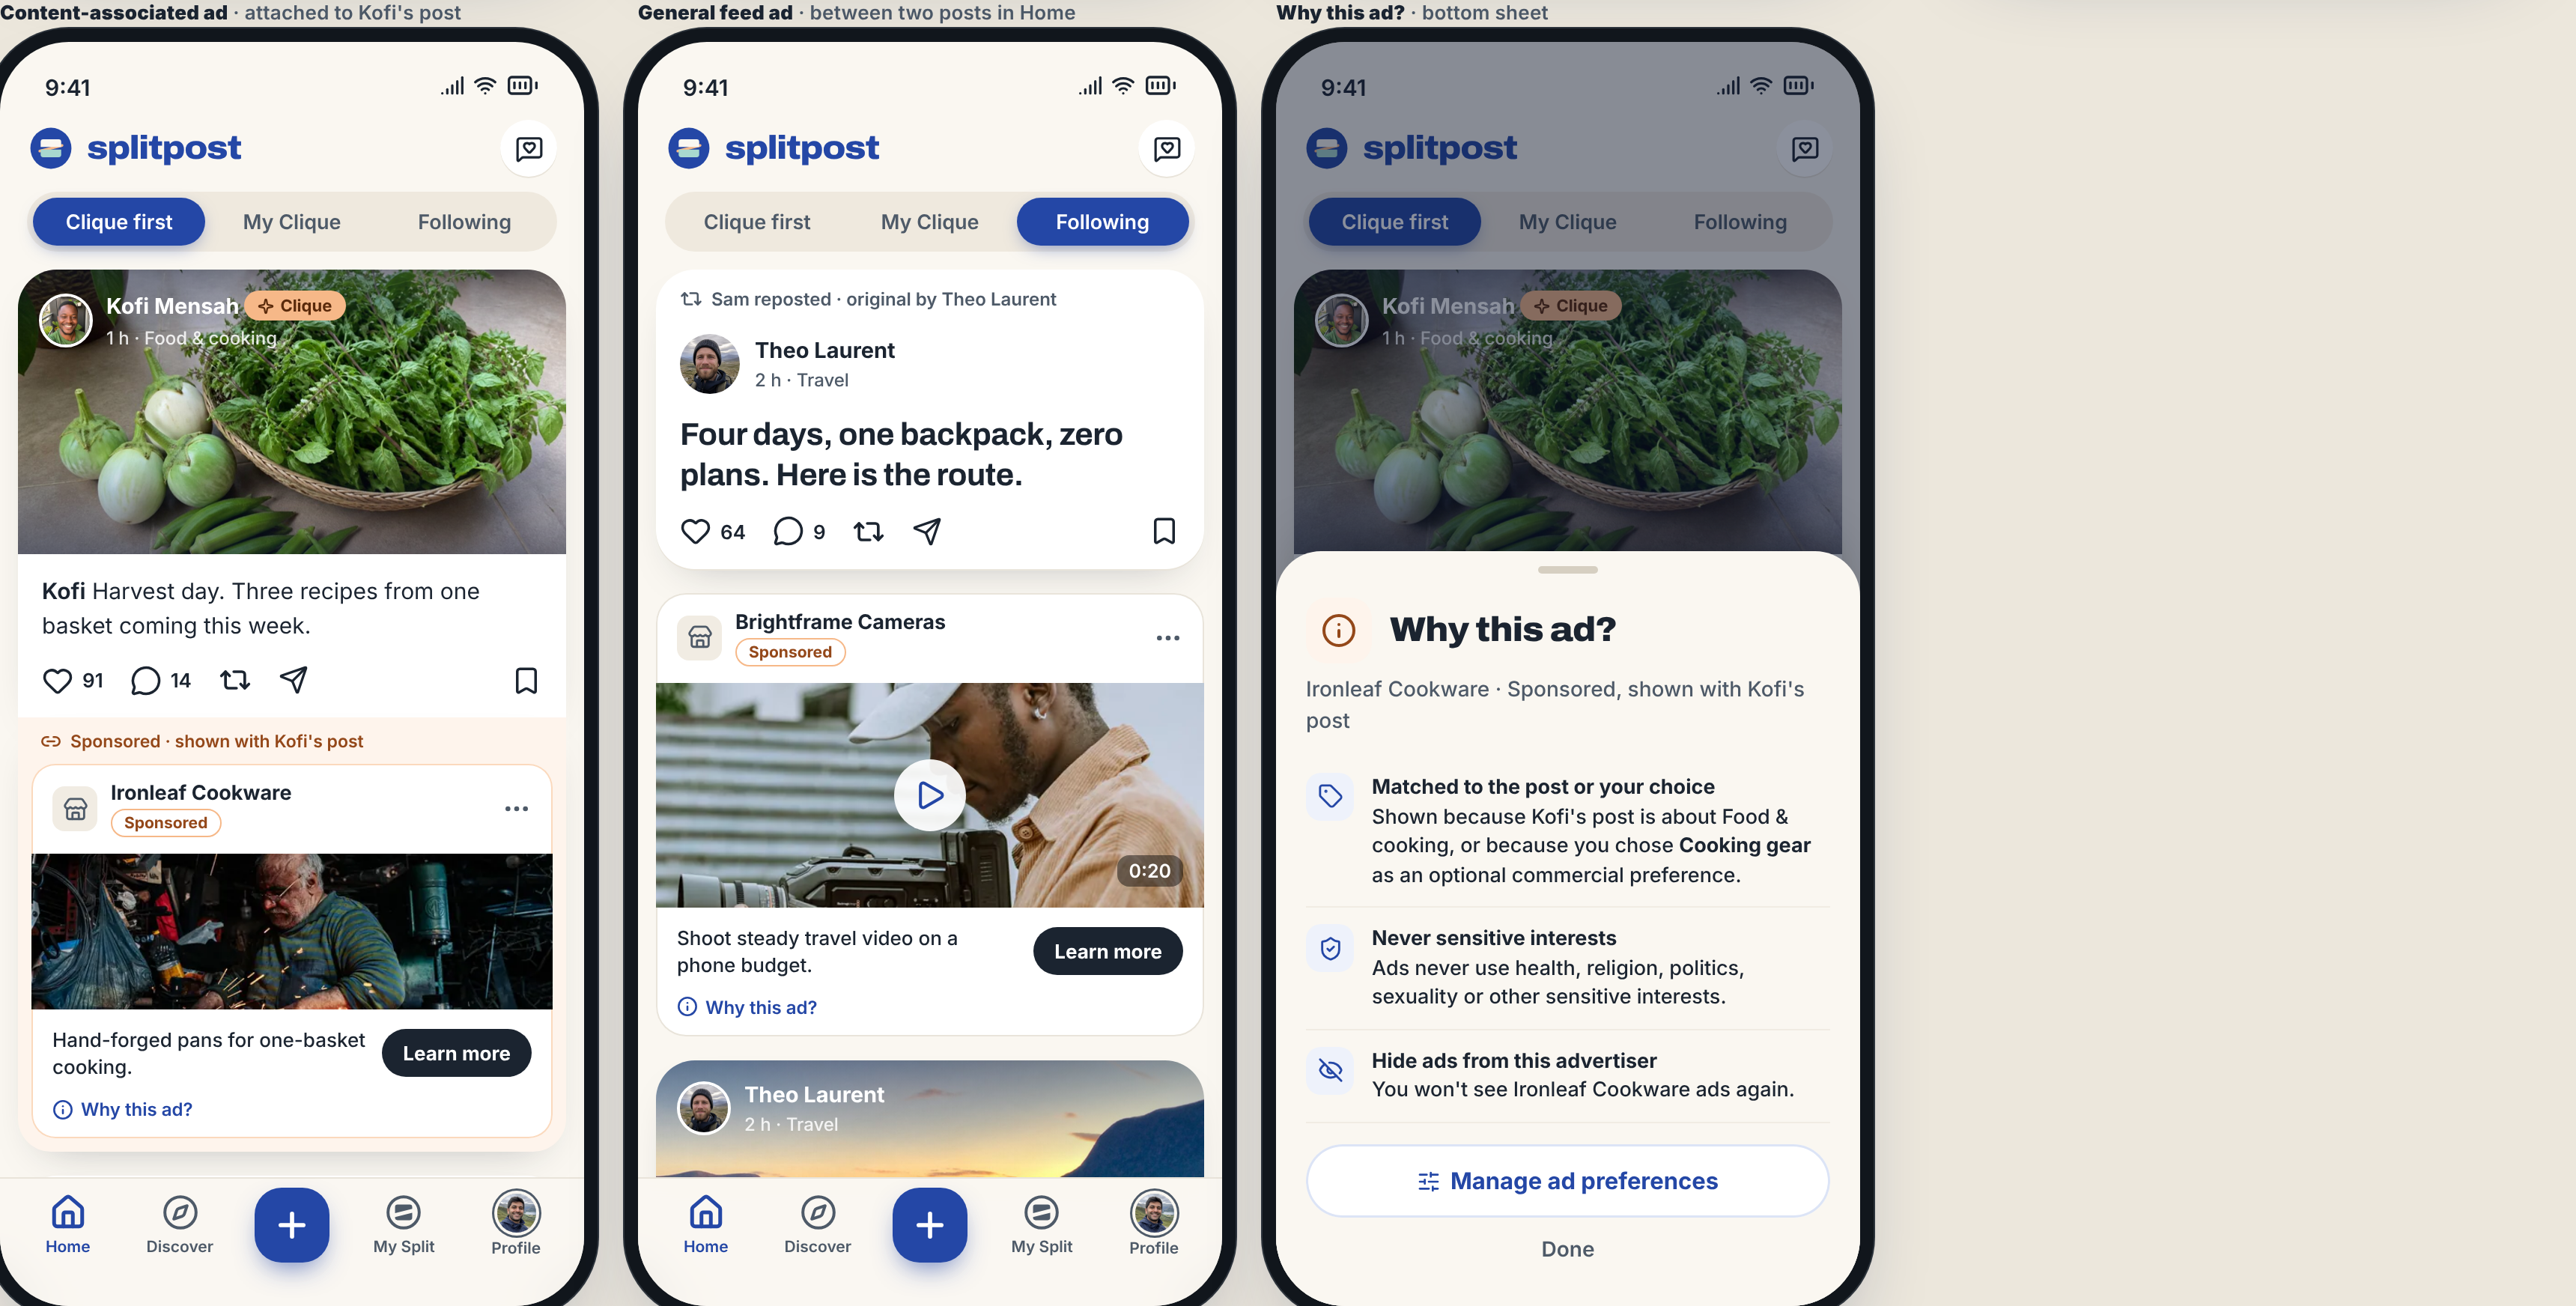 Content-associated ad · attached to Kofi's post
9:41
splitpost
Clique first
My Clique
Following
Kofi Mensah
Clique
1 h · Food & cooking
Kofi Harvest day. Three recipes from one
basket coming this week.
91
14
Sponsored · shown with Kofi's post
Ironleaf Cookware
Sponsored
Hand-forged pans for one-basket
cooking.
Learn more
Why this ad?
Home
Discover
My Split
Profile
General feed ad · between two posts in Home
9:41
splitpost
Clique first
My Clique
Following
Sam reposted · original by Theo Laurent
Theo Laurent
2 h · Travel
Four days, one backpack, zero
plans. Here is the route.
64
9
Brightframe Cameras
Sponsored
0:20
Shoot steady travel video on a
phone budget.
Learn more
Why this ad?
Theo Laurent
2 h · Travel
Home
Discover
My Split
Profile
Why this ad? · bottom sheet
9:41
splitpost
Clique first
My Clique
Following
Kofi Mensah
Clique
1 h · Food & cooking
Why this ad?
Ironleaf Cookware · Sponsored, shown with Kofi's
post
Matched to the post or your choice
Shown because Kofi's post is about Food &
cooking, or because you chose Cooking gear
as an optional commercial preference.
Never sensitive interests
Ads never use health, religion, politics,
sexuality or other sensitive interests.
Hide ads from this advertiser
You won't see Ironleaf Cookware ads again.
Manage ad preferences
Done